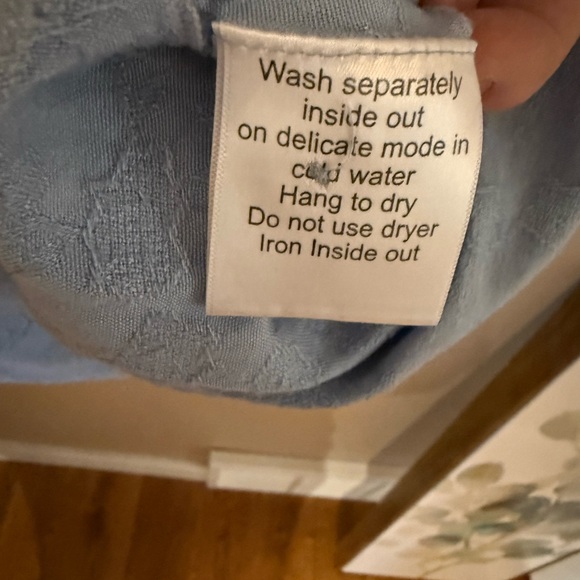 Wash separately
inside out
on delicate mode in
cold water
Hang to dry
Do not use dryer
Iron Inside out